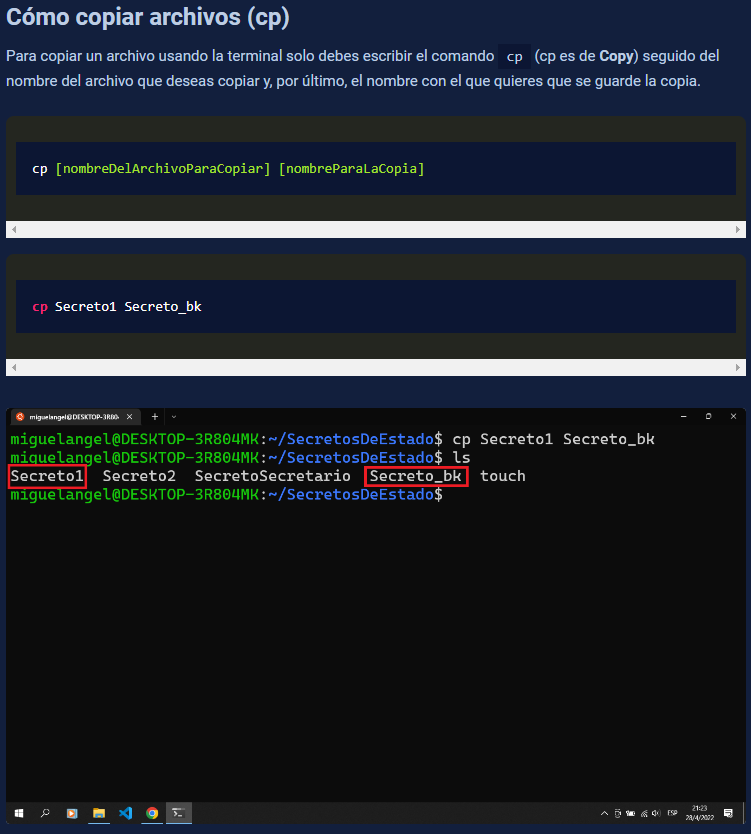 Cómo copiar archivos (cp)
Para copiar un archivo usando la terminal solo debes escribir el comando cp (cp es de Copy) seguido del
nombre del archivo que deseas copiar y, por último, el nombre con el que quieres que se guarde la copia.
cp [nombreDelArchivoParaCopiar] [nombreParaLaCopia]
cp Secreto1 Secreto_bk
miguelangel@DESKTOP-3R804
miguelangel@DESKTOP-3R804MK:~/SecretosDeEstado$ cp Secreto1 Secreto_bk
miguelangel@DESKTOP-3R804MK:~/SecretosDeEstado$ ls
Secreto1 Secreto2 SecretoSecretario Secreto_bk touch
miguelangel@DESKTOP-3R804MK:~/SecretosDeEstado$
ESP
21:23
28/4/2022